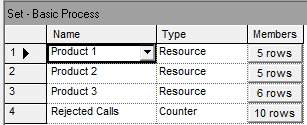 Set - Basic Process
Name Type Members
1 Product 1 Resource 5 rows
2 Product 2 Resource 5 rows
3 Product 3 Resource 6 rows
4 Rejected Calls Counter 10 rows